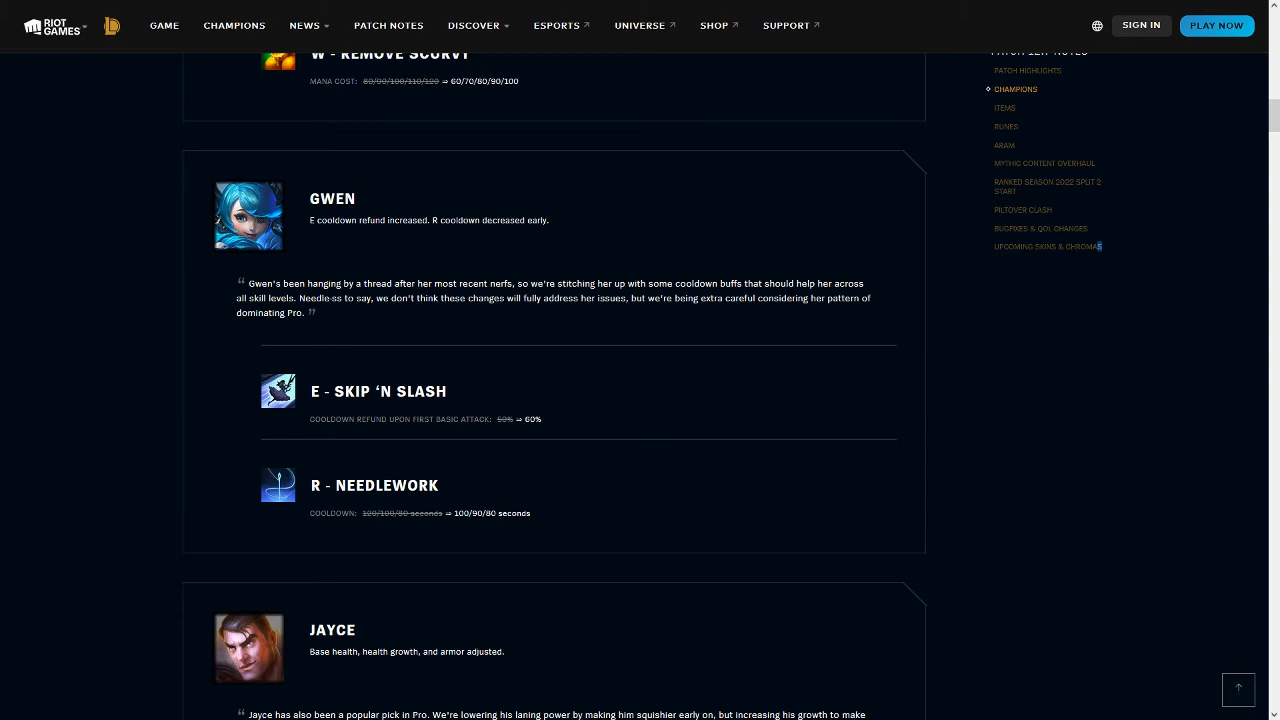 RIOT GAMES
GAME
CHAMPIONS
NEWS
PATCH NOTES
DISCOVER
ESPORTS
UNIVERSE
SHOP
SUPPORT
SIGN IN
PLAY NOW
W - REMOVE SCURVY
MANA COST: 80/90/100/110/120 ⇒ 60/70/80/90/100
GWEN
E cooldown refund increased. R cooldown decreased early.
“ Gwen's been hanging by a thread after her most recent nerfs, so we're stitching her up with some cooldown buffs that should help her across
all skill levels. Needle-ss to say, we don't think these changes will fully address her issues, but we're being extra careful considering her pattern of
dominating Pro. ”
E - SKIP ‘N SLASH
COOLDOWN REFUND UPON FIRST BASIC ATTACK: 50% ⇒ 60%
R - NEEDLEWORK
COOLDOWN: 120/100/80 seconds ⇒ 100/90/80 seconds
JAYCE
Base health, health growth, and armor adjusted.
“ Jayce has also been a popular pick in Pro. We're lowering his laning power by making him squishier early on, but increasing his growth to make
PATCH HIGHLIGHTS
CHAMPIONS
ITEMS
RUNES
ARAM
MYTHIC CONTENT OVERHAUL
RANKED SEASON 2022 SPLIT 2
START
PILTOVER CLASH
BUGFIXES & QOL CHANGES
UPCOMING SKINS & CHROMAS